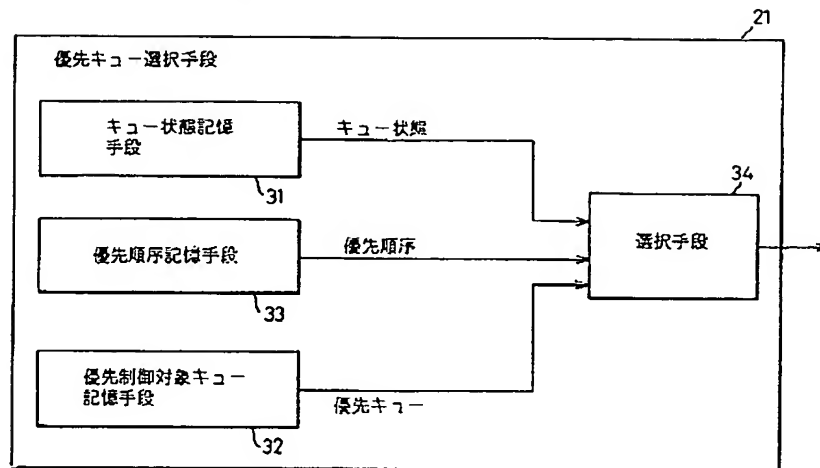 21
優先キュー選択手段
キュー状態記憶
手段
31
キュー状態
34
選択手段
優先順序記憶手段
33
優先順序
優先制御対象キュー
記憶手段
32
優先キュー